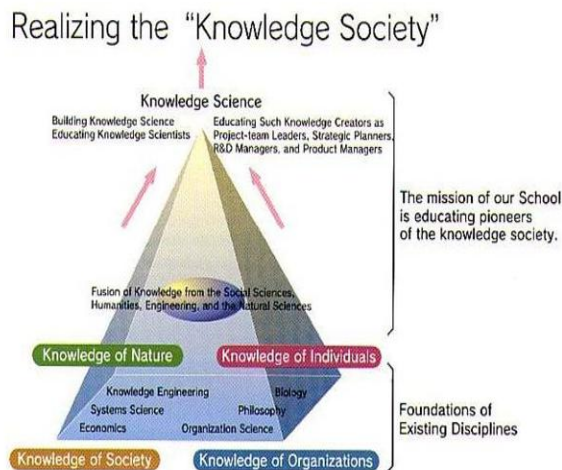 Realizing the “Knowledge Society”
Knowledge Science
Building Knowledge Science
Educating Knowledge Scientists
Educating Such Knowledge Creators as
Project-team Leaders, Strategic Planners,
R&D Managers, and Product Managers
The mission of our School
is educating pioneers
of the knowledge society.
Fusion of Knowledge from the Social Sciences,
Humanities, Engineering, and the Natural Sciences
Knowledge of Nature
Knowledge of Individuals
Knowledge Engineering
Biology
Systems Science
Philosophy
Economics
Organization Science
Foundations of
Existing Disciplines
Knowledge of Society
Knowledge of Organizations